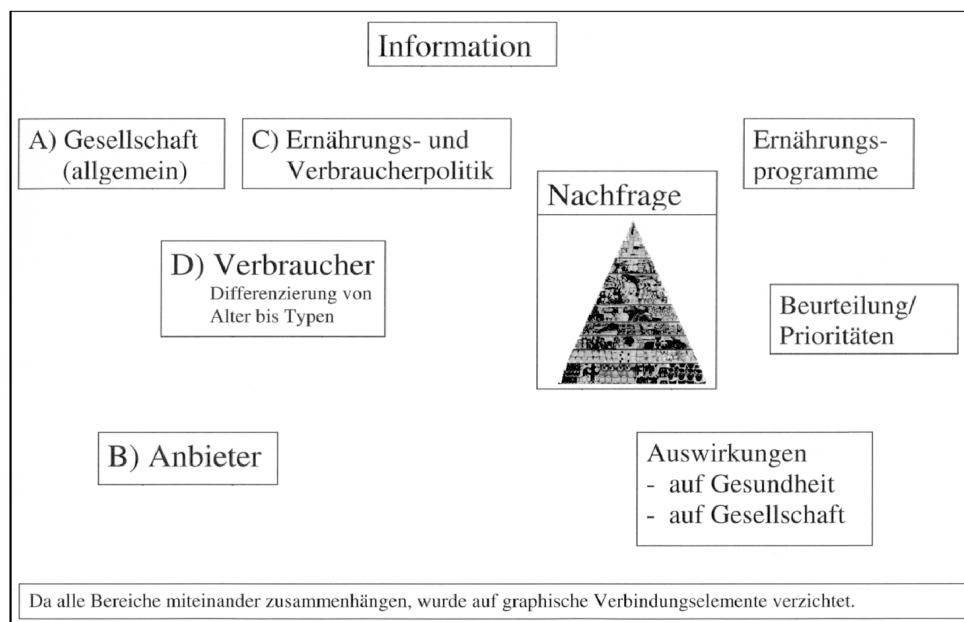 Information
A) Gesellschaft
(allgemein)
C) Ernährungs- und
Verbraucherpolitik
Ernährungs-
programme
Nachfrage
D) Verbraucher
Differenzierung von
Alter bis Typen
Beurteilung/
Prioritäten
B) Anbieter
Auswirkungen
- auf Gesundheit
- auf Gesellschaft
Da alle Bereiche miteinander zusammenhängen, wurde auf graphische Verbindungselemente verzichtet.